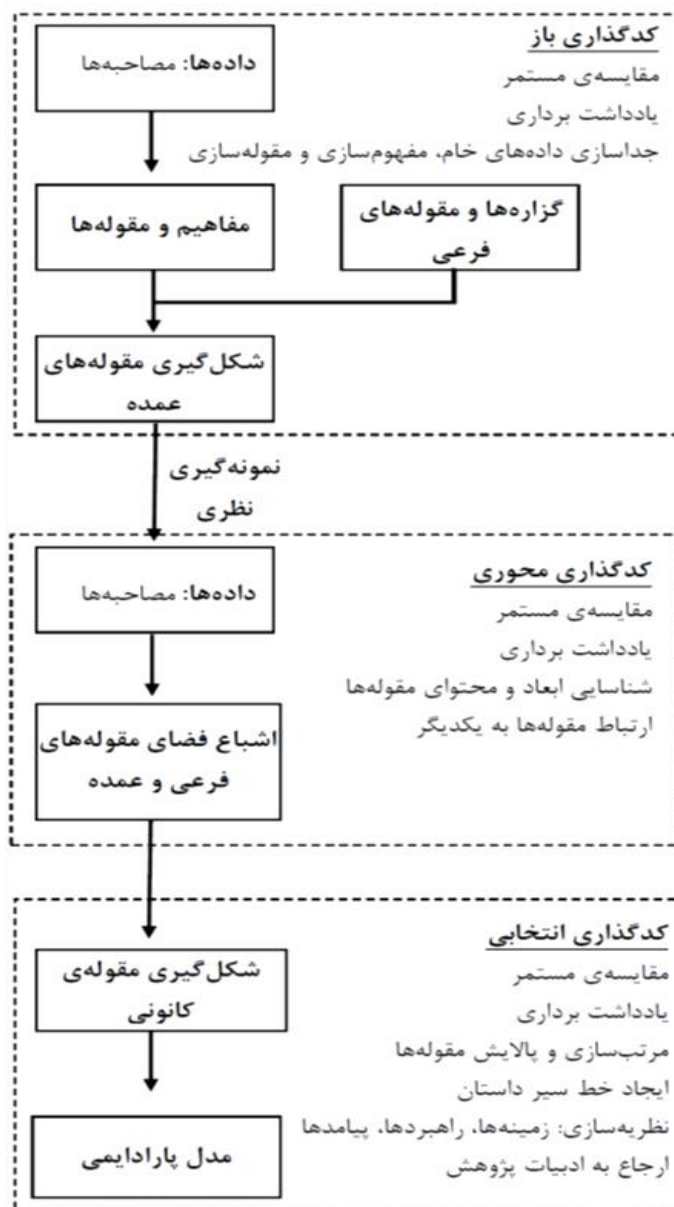 کدگذاری باز
مقایسه‌ی مستمر
یادداشت برداری
جداسازی داده‌های خام، مفهوم‌سازی و مقوله‌سازی
داده‌ها: مصاحبه‌ها
مفاهیم و مقوله‌ها
گزاره‌ها و مقوله‌های
فرعی
شکل‌گیری مقوله‌های
عمده
نمونه‌گیری
نظری
کدگذاری محوری
مقایسه‌ی مستمر
یادداشت برداری
شناسایی ابعاد و محتوای مقوله‌ها
ارتباط مقوله‌ها به یکدیگر
داده‌ها: مصاحبه‌ها
اشباع فضای مقوله‌های
فرعی و عمده
کدگذاری انتخابی
مقایسه‌ی مستمر
یادداشت برداری
مرتب‌سازی و پالایش مقوله‌ها
ایجاد خط سیر داستان
نظریه‌سازی: زمینه‌ها، راهبردها، پیامدها
ارجاع به ادبیات پژوهش
شکل‌گیری مقوله‌ی
کانونی
مدل پارادایمی